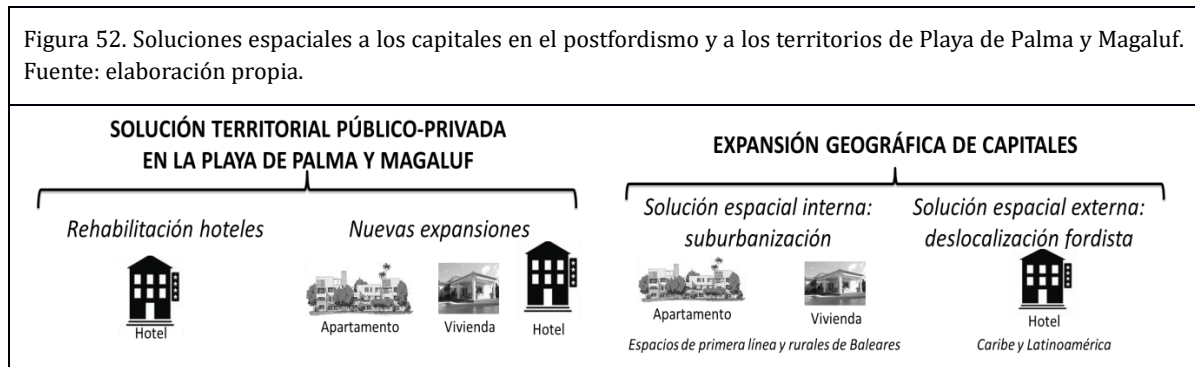 Figura 52. Soluciones espaciales a los capitales en el postfordismo y a los territorios de Playa de Palma y Magaluf.
Fuente: elaboración propia.
SOLUCIÓN TERRITORIAL PÚBLICO-PRIVADA
EN LA PLAYA DE PALMA Y MAGALUF
Rehabilitación hoteles
Hotel
Nuevas expansiones
Apartamento
Vivienda
Hotel
EXPANSIÓN GEOGRÁFICA DE CAPITALES
Solución espacial interna:
suburbanización
Apartamento
Vivienda
Espacios de primera línea y rurales de Baleares
Solución espacial externa:
deslocalización fordista
Hotel
Caribe y Latinoamérica